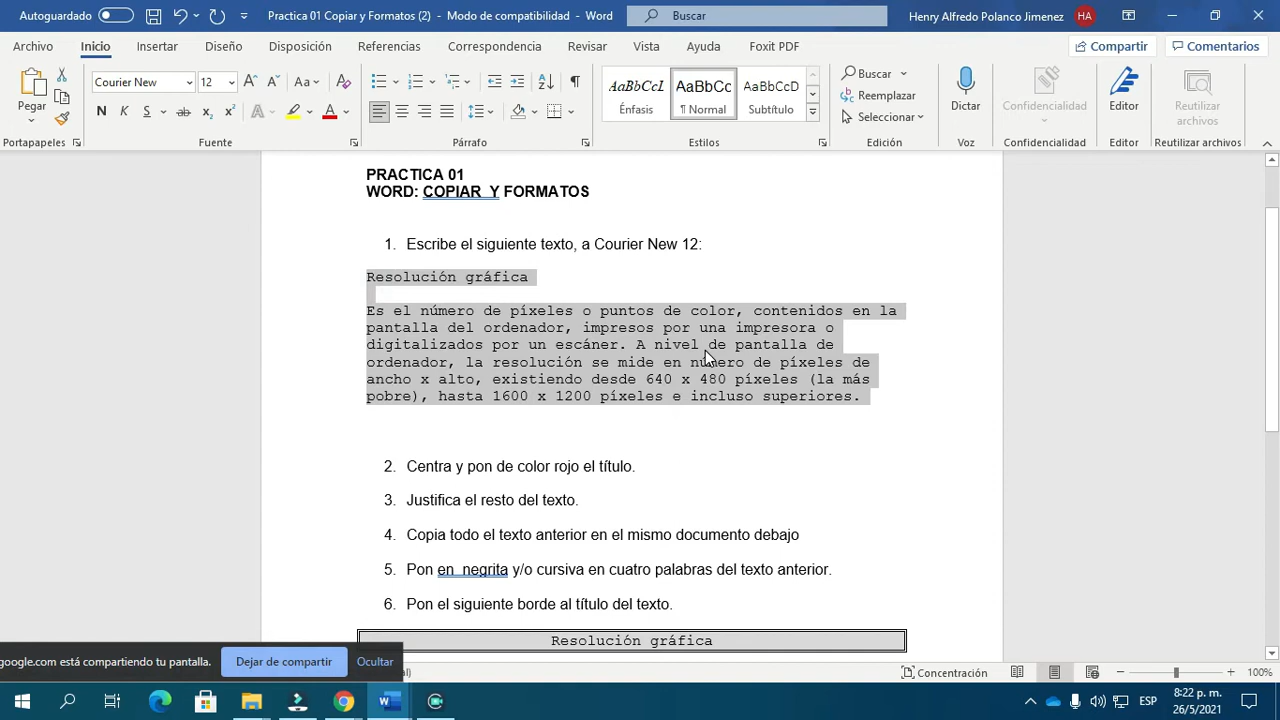 Autoguardado
Practica 01 Copiar y Formatos (2) - Modo de compatibilidad - Word
Buscar
Henry Alfredo Polanco Jimenez
HA
Archivo Inicio Insertar Diseño Disposición Referencias Correspondencia Revisar Vista Ayuda Foxit PDF
Compartir
Comentarios
Pegar
Courier New
12
Aa
N K S ab x₂ x² A A
AaBbCcI
Énfasis
AaBbCc
¶ Normal
AaBbCcD
Subtítulo
Buscar
Reemplazar
Seleccionar
Dictar
Confidencialidad
Editor
Reutilizar
archivos
Portapapeles Fuente Párrafo Estilos Edición Voz Confidencialidad Editor Reutilizar archivos
PRACTICA 01
WORD: COPIAR Y FORMATOS
1. Escribe el siguiente texto, a Courier New 12:
Resolución gráfica
Es el número de píxeles o puntos de color, contenidos en la
pantalla del ordenador, impresos por una impresora o
digitalizados por un escáner. A nivel de pantalla de
ordenador, la resolución se mide en número de píxeles de
ancho x alto, existiendo desde 640 x 480 píxeles (la más
pobre), hasta 1600 x 1200 píxeles e incluso superiores.
2. Centra y pon de color rojo el título.
3. Justifica el resto del texto.
4. Copia todo el texto anterior en el mismo documento debajo
5. Pon en negrita y/o cursiva en cuatro palabras del texto anterior.
6. Pon el siguiente borde al título del texto.
Resolución gráfica
google.com está compartiendo tu pantalla.
Dejar de compartir
Ocultar
Concentración
100%
ESP
8:22 p. m.
26/5/2021